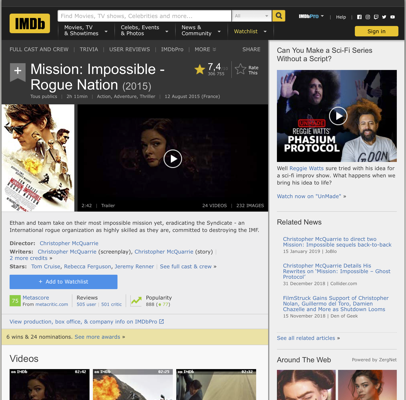 IMDb
Find Movies, TV shows, Celebrities and more...
All
IMDbPro
Help
Movies, TV & Showtimes
Celebs, Events & Photos
News & Community
Watchlist
Sign in
FULL CAST AND CREW | TRIVIA | USER REVIEWS | IMDbPro | MORE
SHARE
Mission: Impossible -
Rogue Nation (2015)
7,4
Rate This
Tous publics | 2h 11min | Action, Adventure, Thriller | 12 August 2015 (France)
2:42 | Trailer
24 VIDEOS | 232 IMAGES
Ethan and team take on their most impossible mission yet, eradicating the Syndicate - an
International rogue organization as highly skilled as they are, committed to destroying the IMF.
Director: Christopher McQuarrie
Writers: Christopher McQuarrie (screenplay), Christopher McQuarrie (story) |
2 more credits »
Stars: Tom Cruise, Rebecca Ferguson, Jeremy Renner | See full cast & crew »
+ Add to Watchlist
75
Metascore
From metacritic.com
Reviews
505 user | 501 critic
Popularity
View production, box office, & company info on IMDbPro
6 wins & 24 nominations. See more awards »
Videos
Can You Make a Sci-Fi Series
Without a Script?
REGGIE WATTS'
PHASIUM
PROTOCOL
Well Reggie Watts sure tried with his idea for
a sci-fi improv show. What happens when we
bring his idea to life?
Watch now on "UnMade" »
Related News
Christopher McQuarrie to direct two
Mission: Impossible sequels back-to-back
15 January 2019 | JoBlo
Christopher McQuarrie Details His
Rewrites on 'Mission: Impossible – Ghost
Protocol'
31 December 2018 | Collider.com
FilmStruck Gains Support of Christopher
Nolan, Guillermo del Toro, Damien
Chazelle and More as Shutdown Looms
15 November 2018 | Den of Geek
See all related articles »
Around The Web
Powered by ZergNet